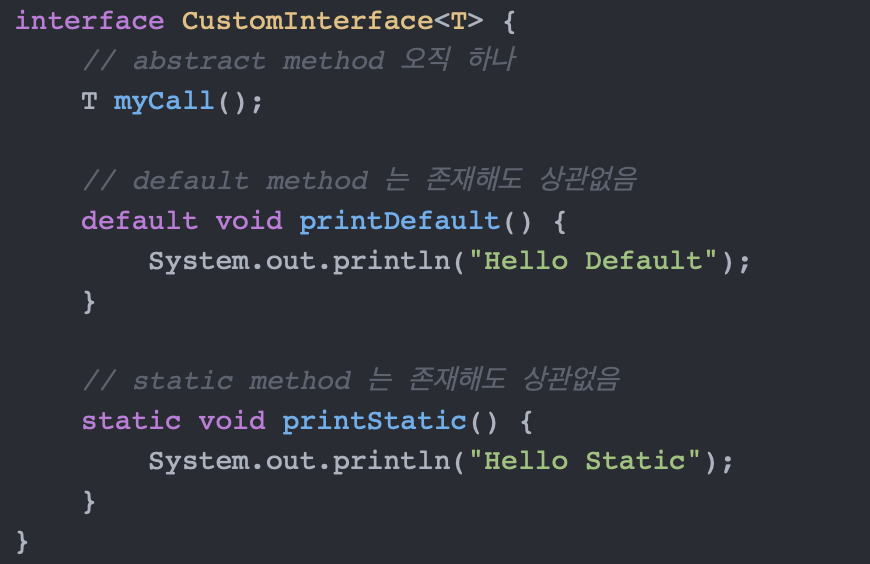 interface CustomInterface<T> {
    // abstract method 오직 하나
    T myCall();

    // default method 는 존재해도 상관없음
    default void printDefault() {
        System.out.println("Hello Default");
    }

    // static method 는 존재해도 상관없음
    static void printStatic() {
        System.out.println("Hello Static");
    }
}